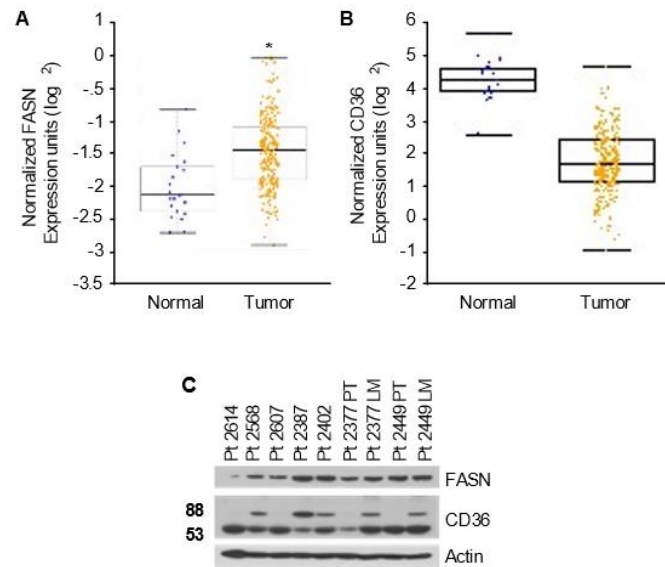 A
Normalized FASN
Expression units (log 2)
1
0
-.5
-1
-1.5
-2
-2.5
-3
-3.5
*
Normal
Tumor
B
Normalized CD36
Expression units (log 2)
6
5
4
3
2
1
0
-1
-2
Normal
Tumor
C
Pt 2614
Pt 2568
Pt 2607
Pt 2387
Pt 2402
Pt 2377 PT
Pt 2377 LM
Pt 2449 PT
Pt 2449 LM
FASN
88
53
CD36
Actin